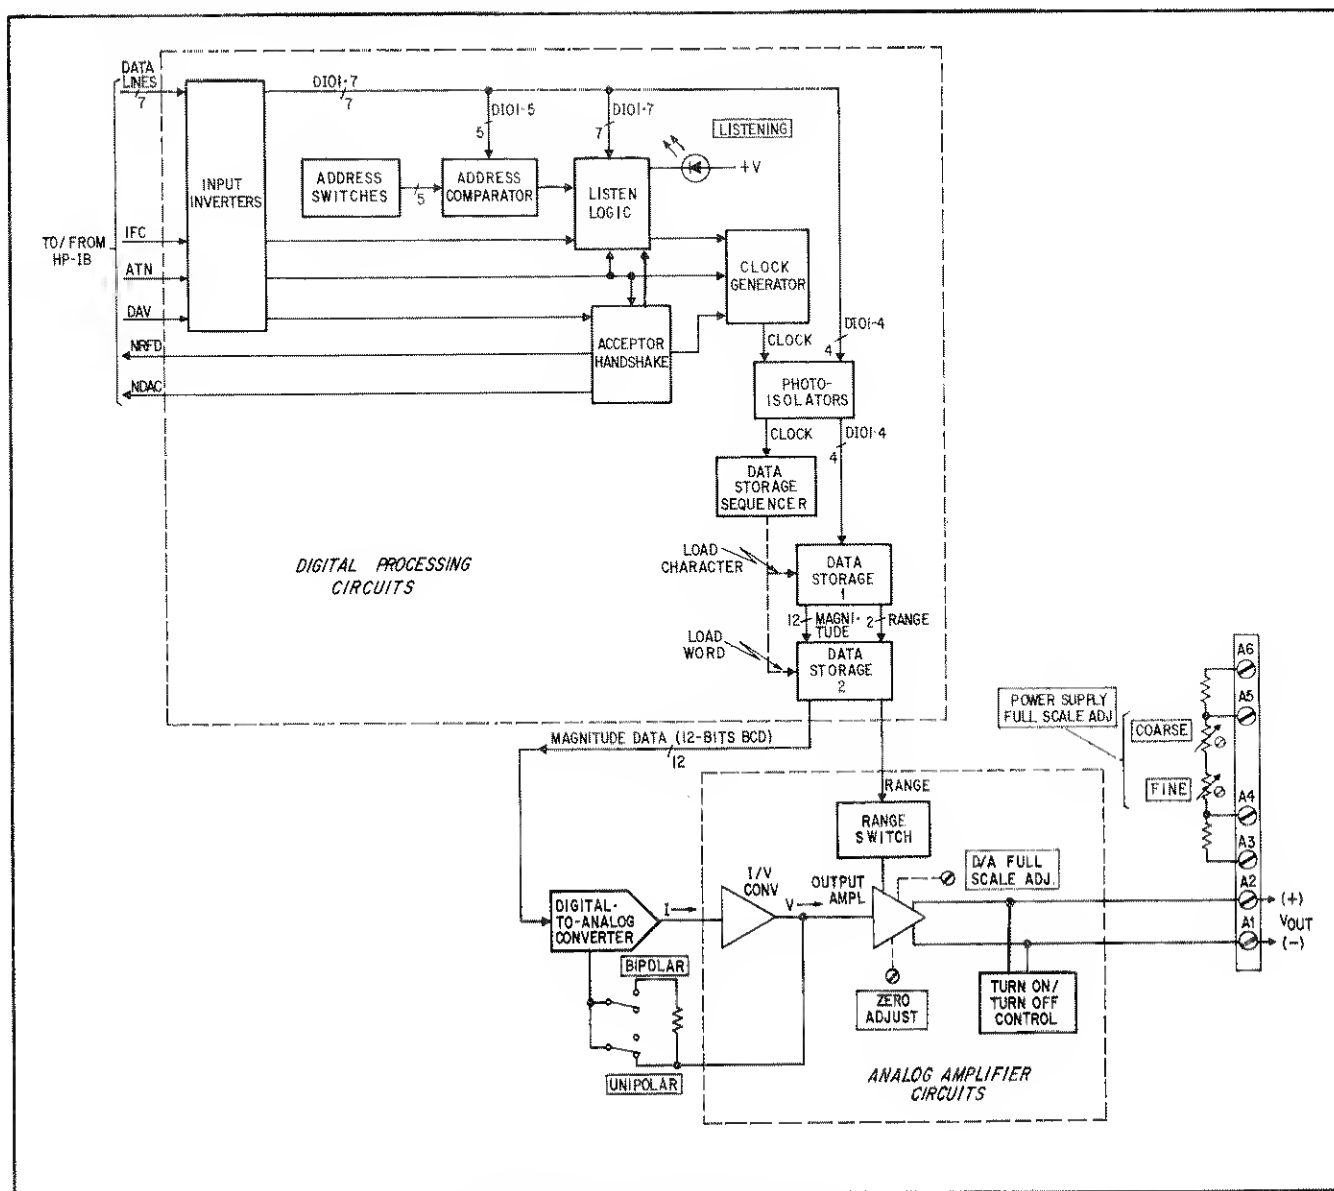 DATA
LINES
7
DIO1-7
7
DIO1-5
5
DIO1-7
7
LISTENING
+V
INPUT
INVERTERS
ADDRESS
SWITCHES
5
ADDRESS
COMPARATOR
LISTEN
LOGIC
TO/FROM
HP-IB
IFC
ATN
DAV
NRFD
NDAC
CLOCK
GENERATOR
ACCEPTOR
HANDSHAKE
CLOCK
DIO1-4
4
PHOTO-
ISOLATORS
CLOCK
DIO1-4
4
DATA
STORAGE
SEQUENCER
DIGITAL PROCESSING
CIRCUITS
LOAD
CHARACTER
DATA
STORAGE
1
12
MAGNI-
TUDE
2
RANGE
LOAD
WORD
DATA
STORAGE
2
MAGNITUDE DATA (12-BITS BCD)
12
RANGE
RANGE
SWITCH
POWER SUPPLY
FULL SCALE ADJ
COARSE
FINE
A6
A5
A4
A3
A2
A1
(+)
VOUT
(-)
D/A FULL
SCALE ADJ.
I/V
CONV
OUTPUT
AMPL
DIGITAL-
TO-ANALOG
CONVERTER
I
V
BIPOLAR
UNIPOLAR
ZERO
ADJUST
TURN ON/
TURN OFF
CONTROL
ANALOG AMPLIFIER
CIRCUITS